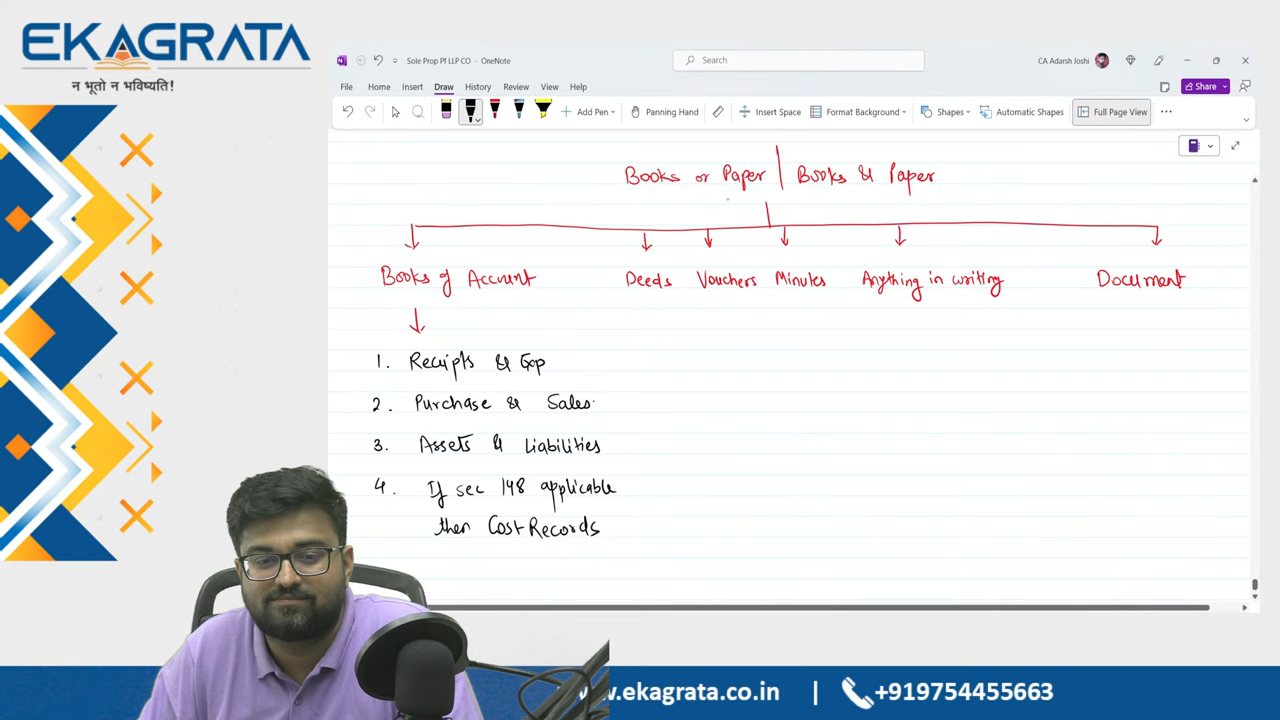 EKAGRATA
न भूतो न भविष्यति!
Sole Prop Pf LLP CO - OneNote
Search
CA Adarsh Joshi
File Home Insert Draw History Review View Help
Share
Add Pen
Panning Hand
Insert Space
Format Background
Shapes
Automatic Shapes
Full Page View
Books or Paper | Books & Paper
Books of Account Deeds Vouchers Minutes Anything in writing Document
1. Receipts & Exp
2. Purchase & Sales
3. Assets & Liabilities
4. If sec 148 applicable
then Cost Records
www.ekagrata.co.in | +919754455663